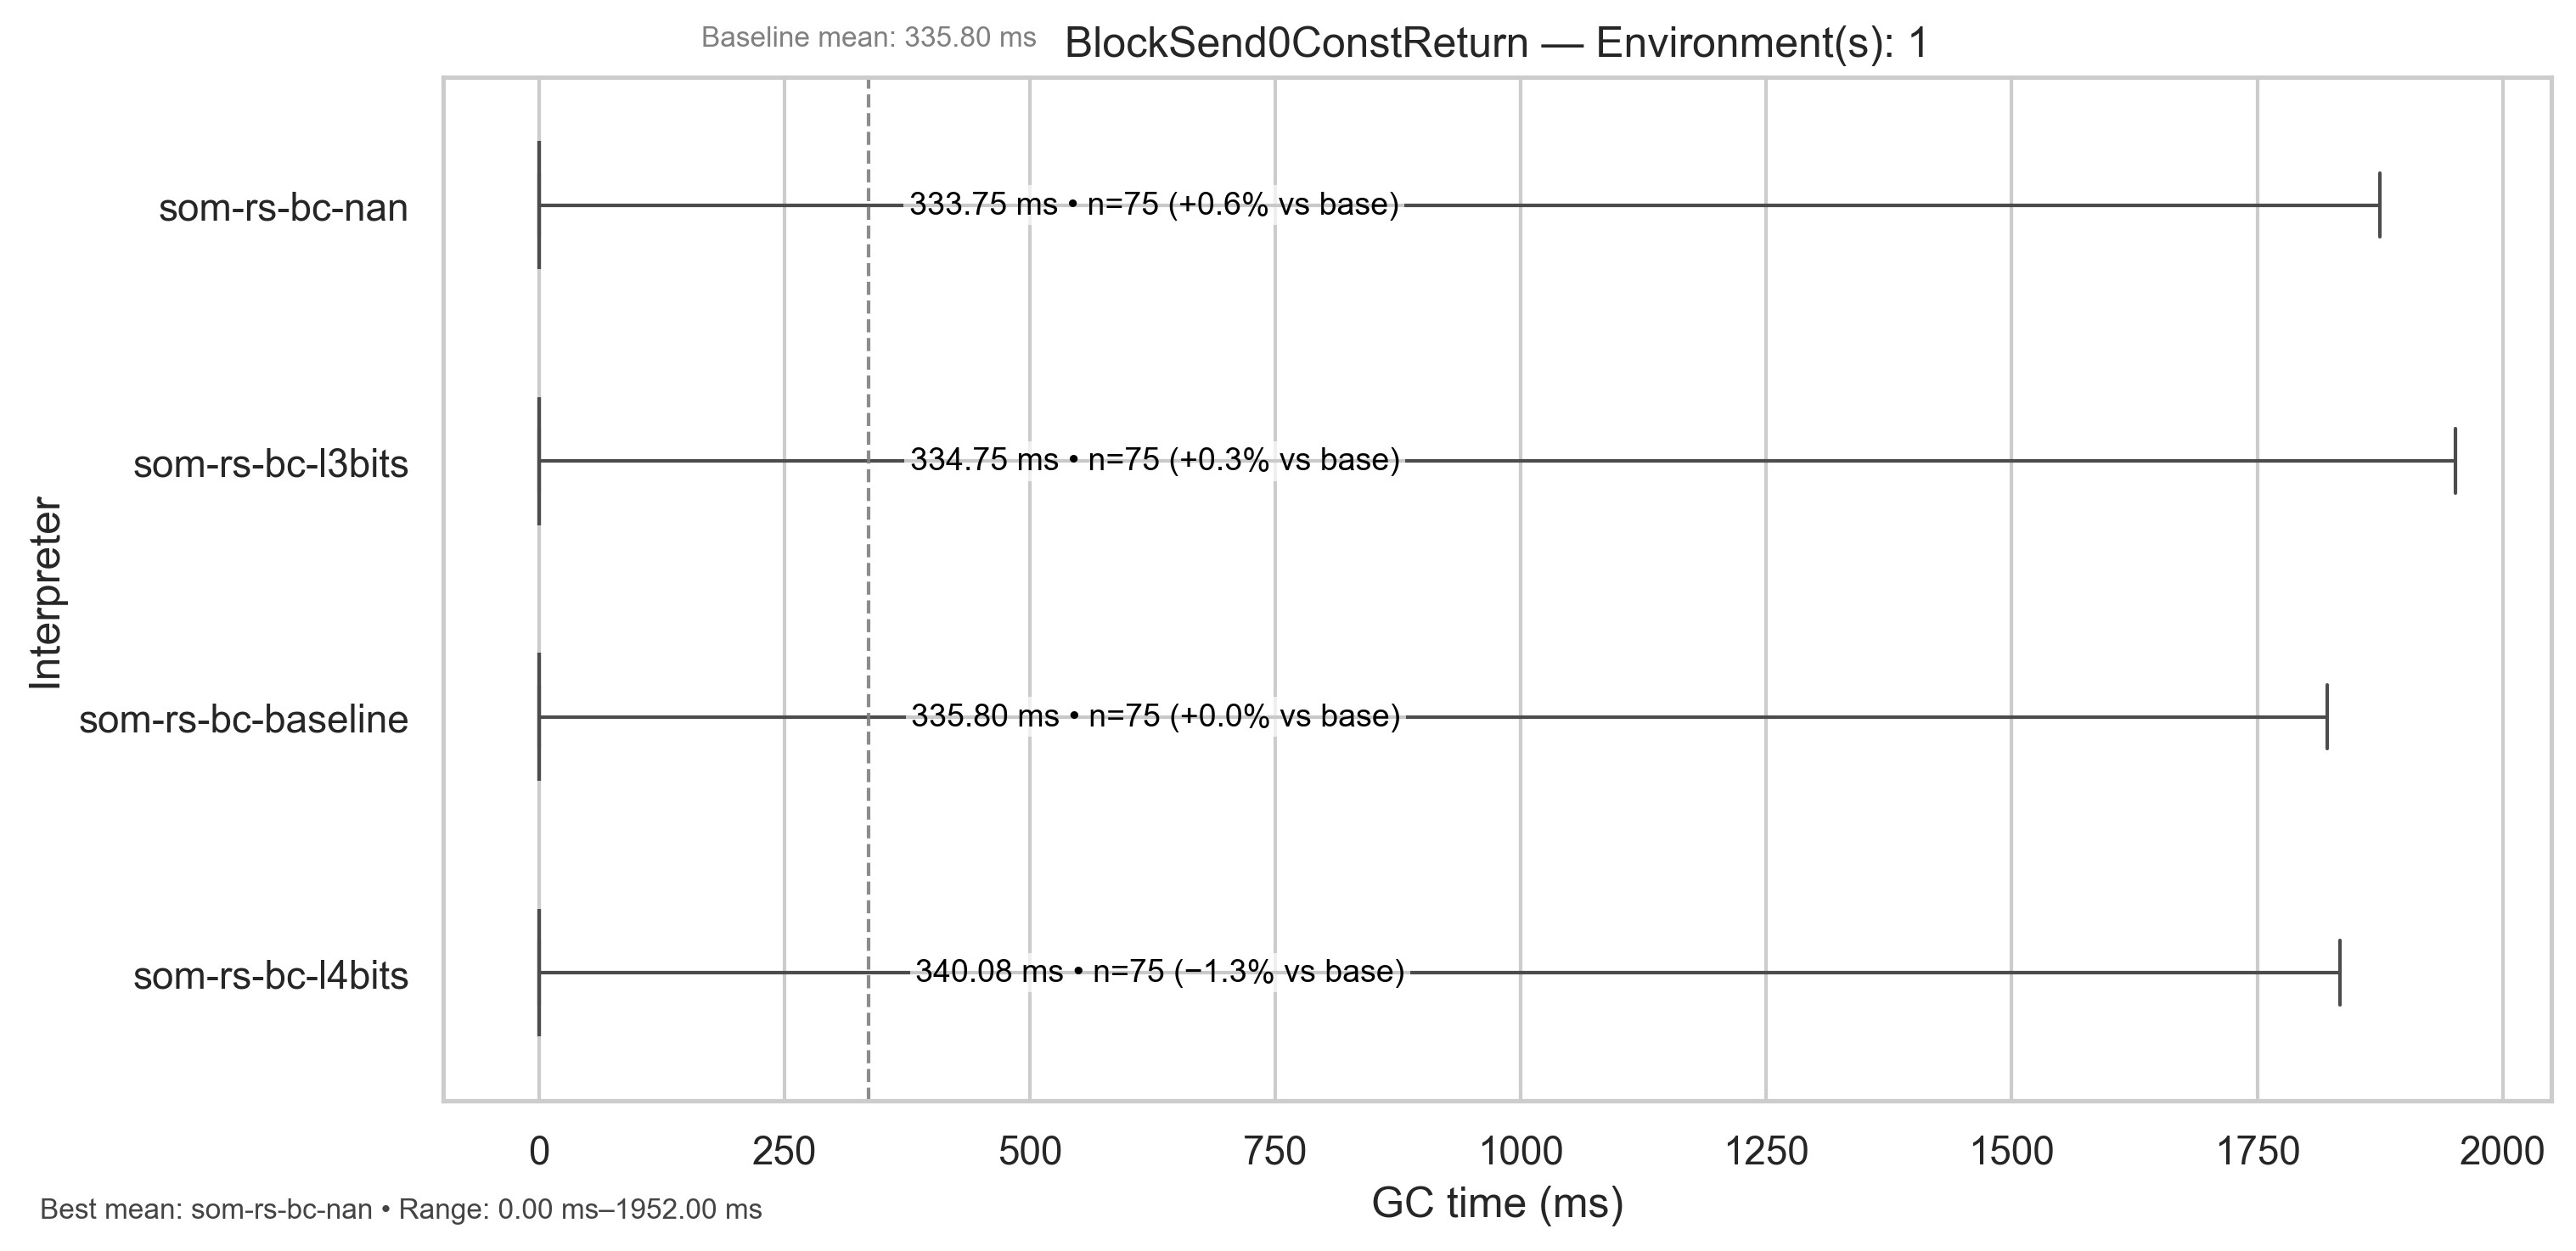 Baseline mean: 335.80 ms
BlockSend0ConstReturn — Environment(s): 1
Interpreter
som-rs-bc-nan
333.75 ms • n=75 (+0.6% vs base)
som-rs-bc-l3bits
334.75 ms • n=75 (+0.3% vs base)
som-rs-bc-baseline
335.80 ms • n=75 (+0.0% vs base)
som-rs-bc-l4bits
340.08 ms • n=75 (−1.3% vs base)
0 250 500 750 1000 1250 1500 1750 2000
GC time (ms)
Best mean: som-rs-bc-nan • Range: 0.00 ms–1952.00 ms